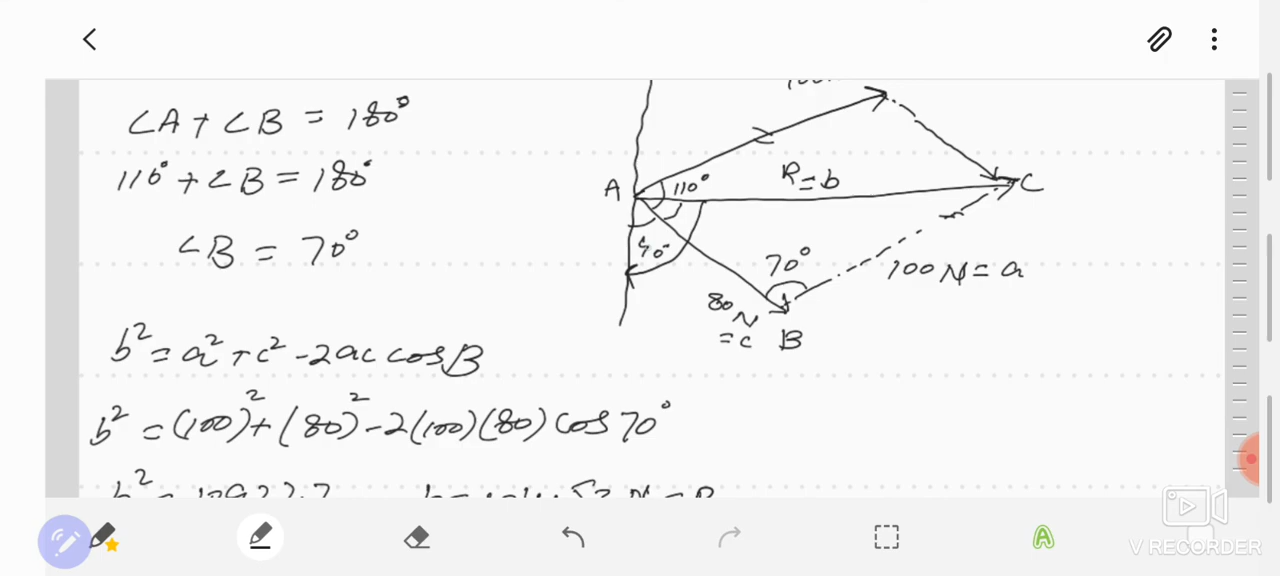 ∠A + ∠B = 180°
110° + ∠B = 180°
∠B = 70°
A
110°
R = b
C
70°
100 N = a
80 N
= c
B
b² = a² + c² - 2ac cos B
b² = (100)² + (80)² - 2(100)(80) cos 70°
b² =
A
V RECORDER